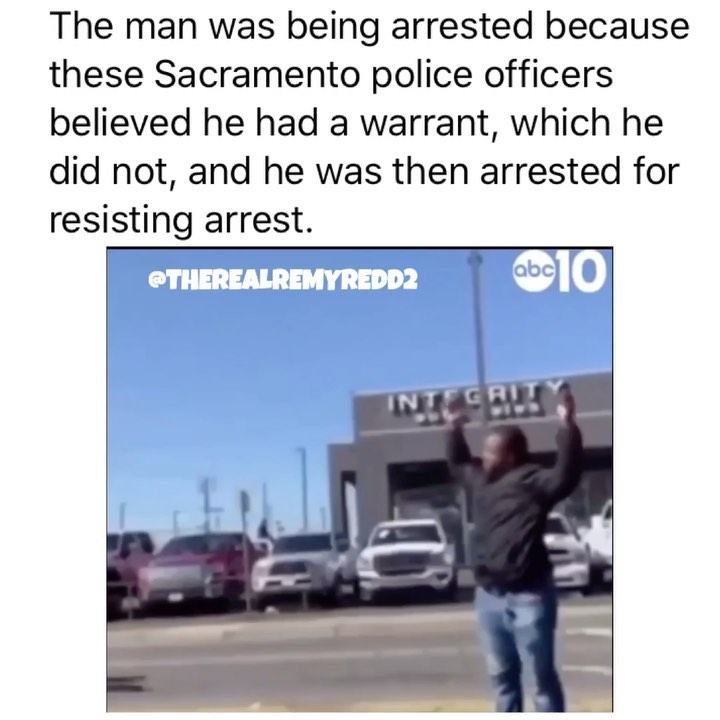 The man was being arrested because
these Sacramento police officers
believed he had a warrant, which he
did not, and he was then arrested for
resisting arrest.
@THEREALREMYREDD2
abc10
INTEGRITY